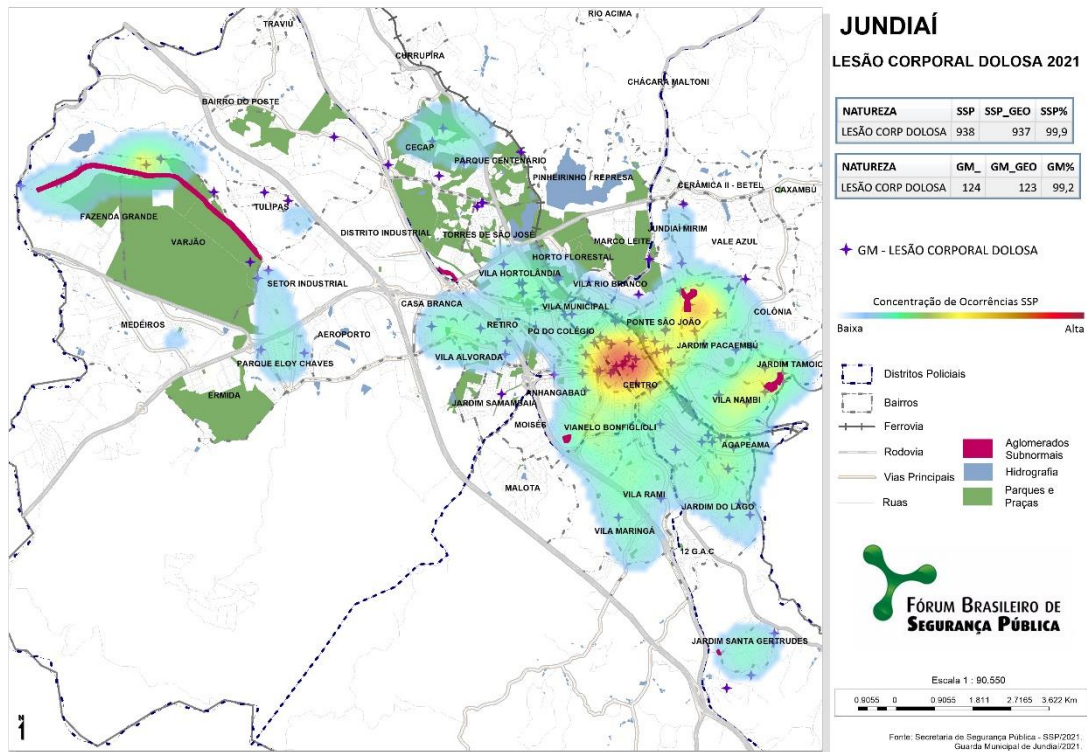 JUNDIAÍ
LESÃO CORPORAL DOLOSA 2021
NATUREZA SSP SSP_GEO SSP%
LESÃO CORP DOLOSA 938 937 99,9
NATUREZA GM_ GM_GEO GM%
LESÃO CORP DOLOSA 124 123 99,2
GM - LESÃO CORPORAL DOLOSA
Concentração de Ocorrências SSP
Baixa Alta
Distritos Policiais
Bairros
Ferrovia
Rodovia
Vias Principais
Ruas
Aglomerados
Subnormais
Hidrografia
Parques e
Praças
FÓRUM BRASILEIRO DE
SEGURANÇA PÚBLICA
Escala 1 : 90.550
0.9055 0 0.9055 1.811 2.7165 3.622 Km
Fonte: Secretaria de Segurança Pública - SSP/2021.
Guarda Municipal de Jundiaí/2021.
RIO ACIMA
TRAVIÚ
CURRUPÍRA
CHÁCARA MALTONI
BAIRRO DO POSTE
CECAP
PARQUE CENTENÁRIO
PINHEIRINHO / REPRESA
CERÂMICA II - BETEL
CAXAMBÚ
FAZENDA GRANDE
TULIPAS
VARJÃO
DISTRITO INDUSTRIAL
TORRES DE SÃO JOSÉ
MARCO LEITE
JUNDIAÍ MIRIM
VALE AZUL
HORTO FLORESTAL
SETOR INDUSTRIAL
VILA HORTOLÂNDIA
VILA RIO BRANCO
CASA BRANCA
VILA MUNICIPAL
COLÔNIA
MEDEIROS
AEROPORTO
RETIRO
PQ DO COLÉGIO
PONTE SÃO JOÃO
JARDIM PACAEMBÚ
PARQUE ELOY CHAVES
VILA ALVORADA
JARDIM TAMOIO
CENTRO
ERMIDA
ANHANGABAÚ
JARDIM SAMAMBAIA
VILA NAMBI
MOISÉS
VIANELO BONFIGLIOLI
AGAPEAMA
MALOTA
VILA RAMI
JARDIM DO LAGO
VILA MARINGÁ
12 G.A.C
JARDIM SANTA GERTRUDES
N